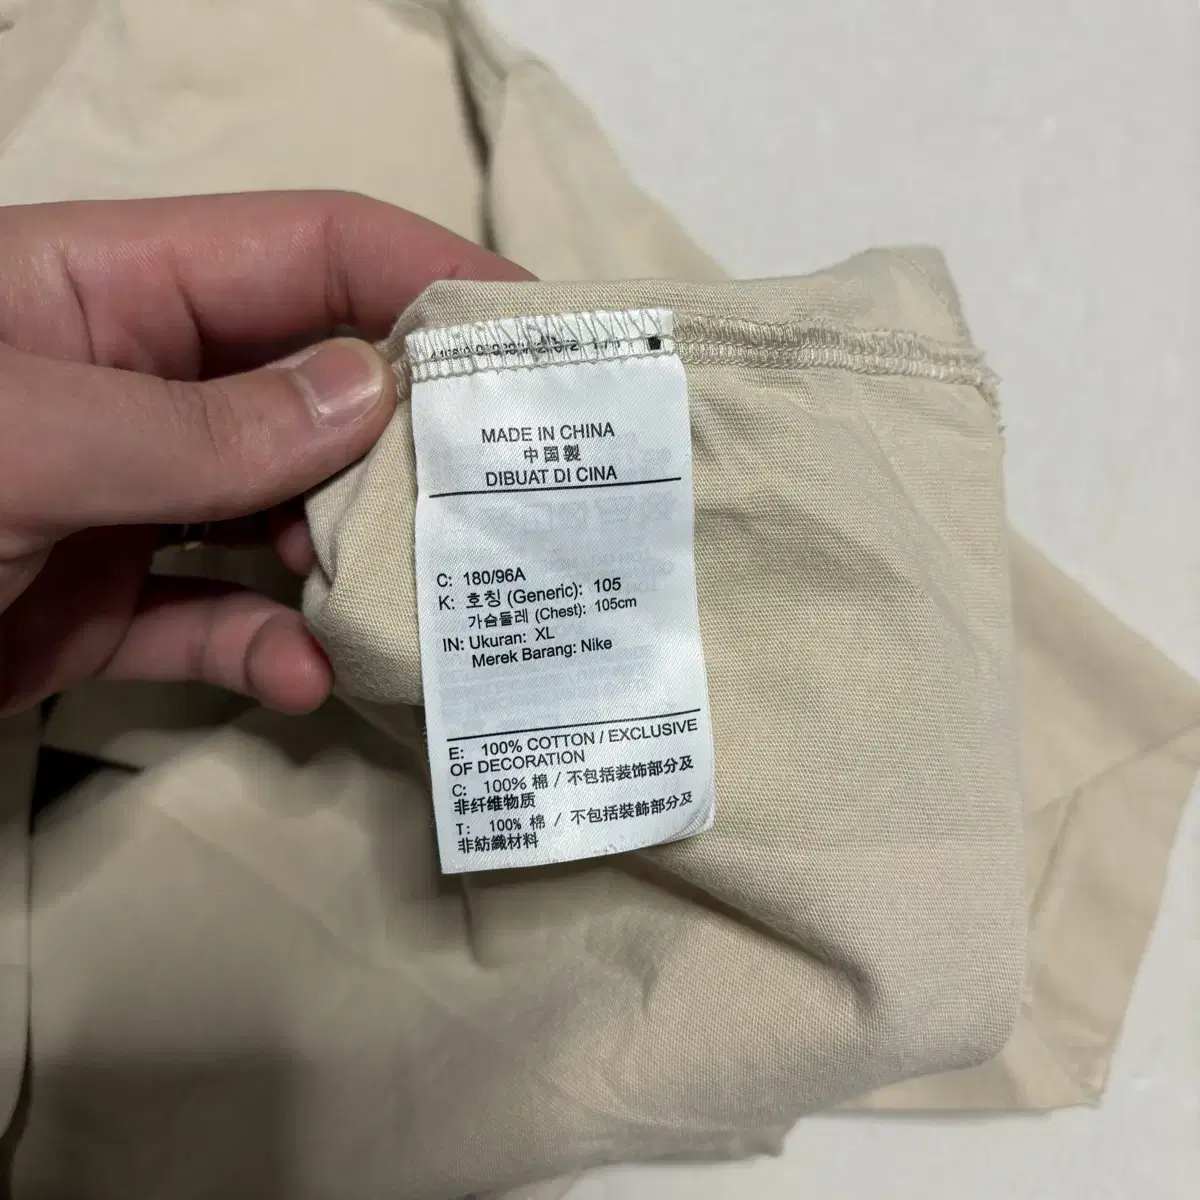 MADE IN CHINA
中国製
DIBUAT DI CINA
C: 180/96A
K: 호칭 (Generic): 105
가슴둘레 (Chest): 105cm
IN: Ukuran: XL
Merek Barang: Nike
E: 100% COTTON / EXCLUSIVE
OF DECORATION
C: 100% 棉 / 不包括装饰部分及
非纤维物质
T: 100% 棉 / 不包括裝飾部分及
非紡織材料